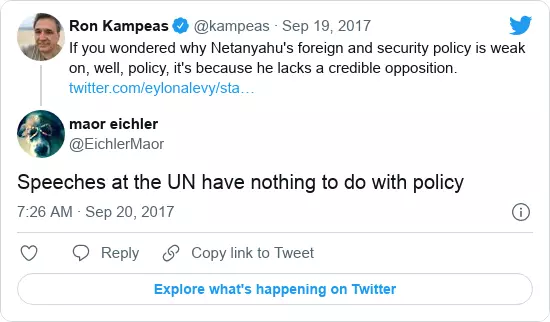 Ron Kampeas @kampeas · Sep 19, 2017
If you wondered why Netanyahu's foreign and security policy is weak
on, well, policy, it's because he lacks a credible opposition.
twitter.com/eylonalevy/sta…
maor eichler
@EichlerMaor
Speeches at the UN have nothing to do with policy
7:26 AM · Sep 20, 2017
Reply Copy link to Tweet
Explore what's happening on Twitter